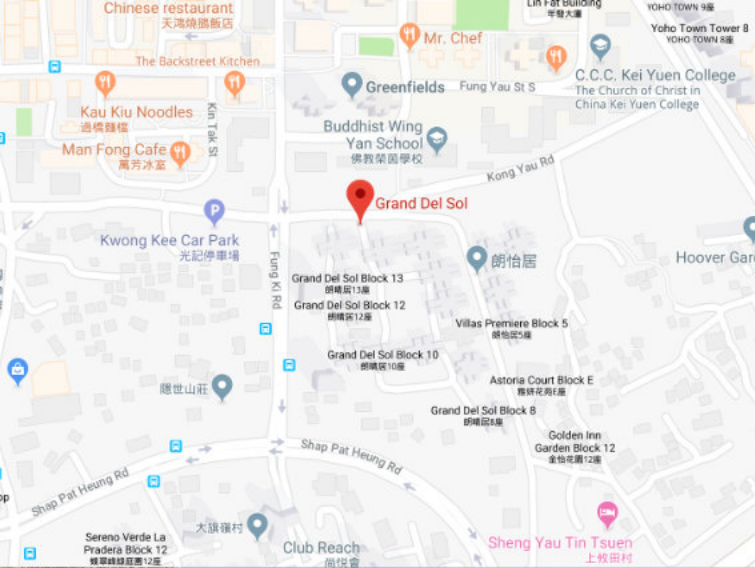 Chinese restaurant
天鴻燒鵝飯店
Lin Fat Building
年發大廈
YOHO TOWN 9座
Yoho Town Tower 8
YOHO TOWN 8座
Mr. Chef
The Backstreet Kitchen
C.C.C. Kei Yuen College
The Church of Christ in
China Kei Yuen College
Greenfields
Fung Yau St S
Kau Kiu Noodles
過橋麵檔
Kin Tak St
Buddhist Wing
Yan School
佛教榮茵學校
Man Fong Cafe
萬芳冰室
Kong Yau Rd
Grand Del Sol
Kwong Kee Car Park
光記停車場
Fung Ki Rd
朗怡居
Hoover Gar
Grand Del Sol Block 13
朗晴居13座
Grand Del Sol Block 12
朗晴居12座
Villas Premiere Block 5
朗怡居5座
Grand Del Sol Block 10
朗晴居10座
隱世山莊
Astoria Court Block E
雅妍花苑E座
Grand Del Sol Block 8
朗晴居8座
Golden Inn
Garden Block 12
金怡花園12座
Shap Pat Heung Rd
Shap Pat Heung Rd
op
大旗嶺村
Sheng Yau Tin Tsuen
上攸田村
Sereno Verde La
Pradera Block 12
蝶翠峰綠庭園12座
Club Reach
尚悅會